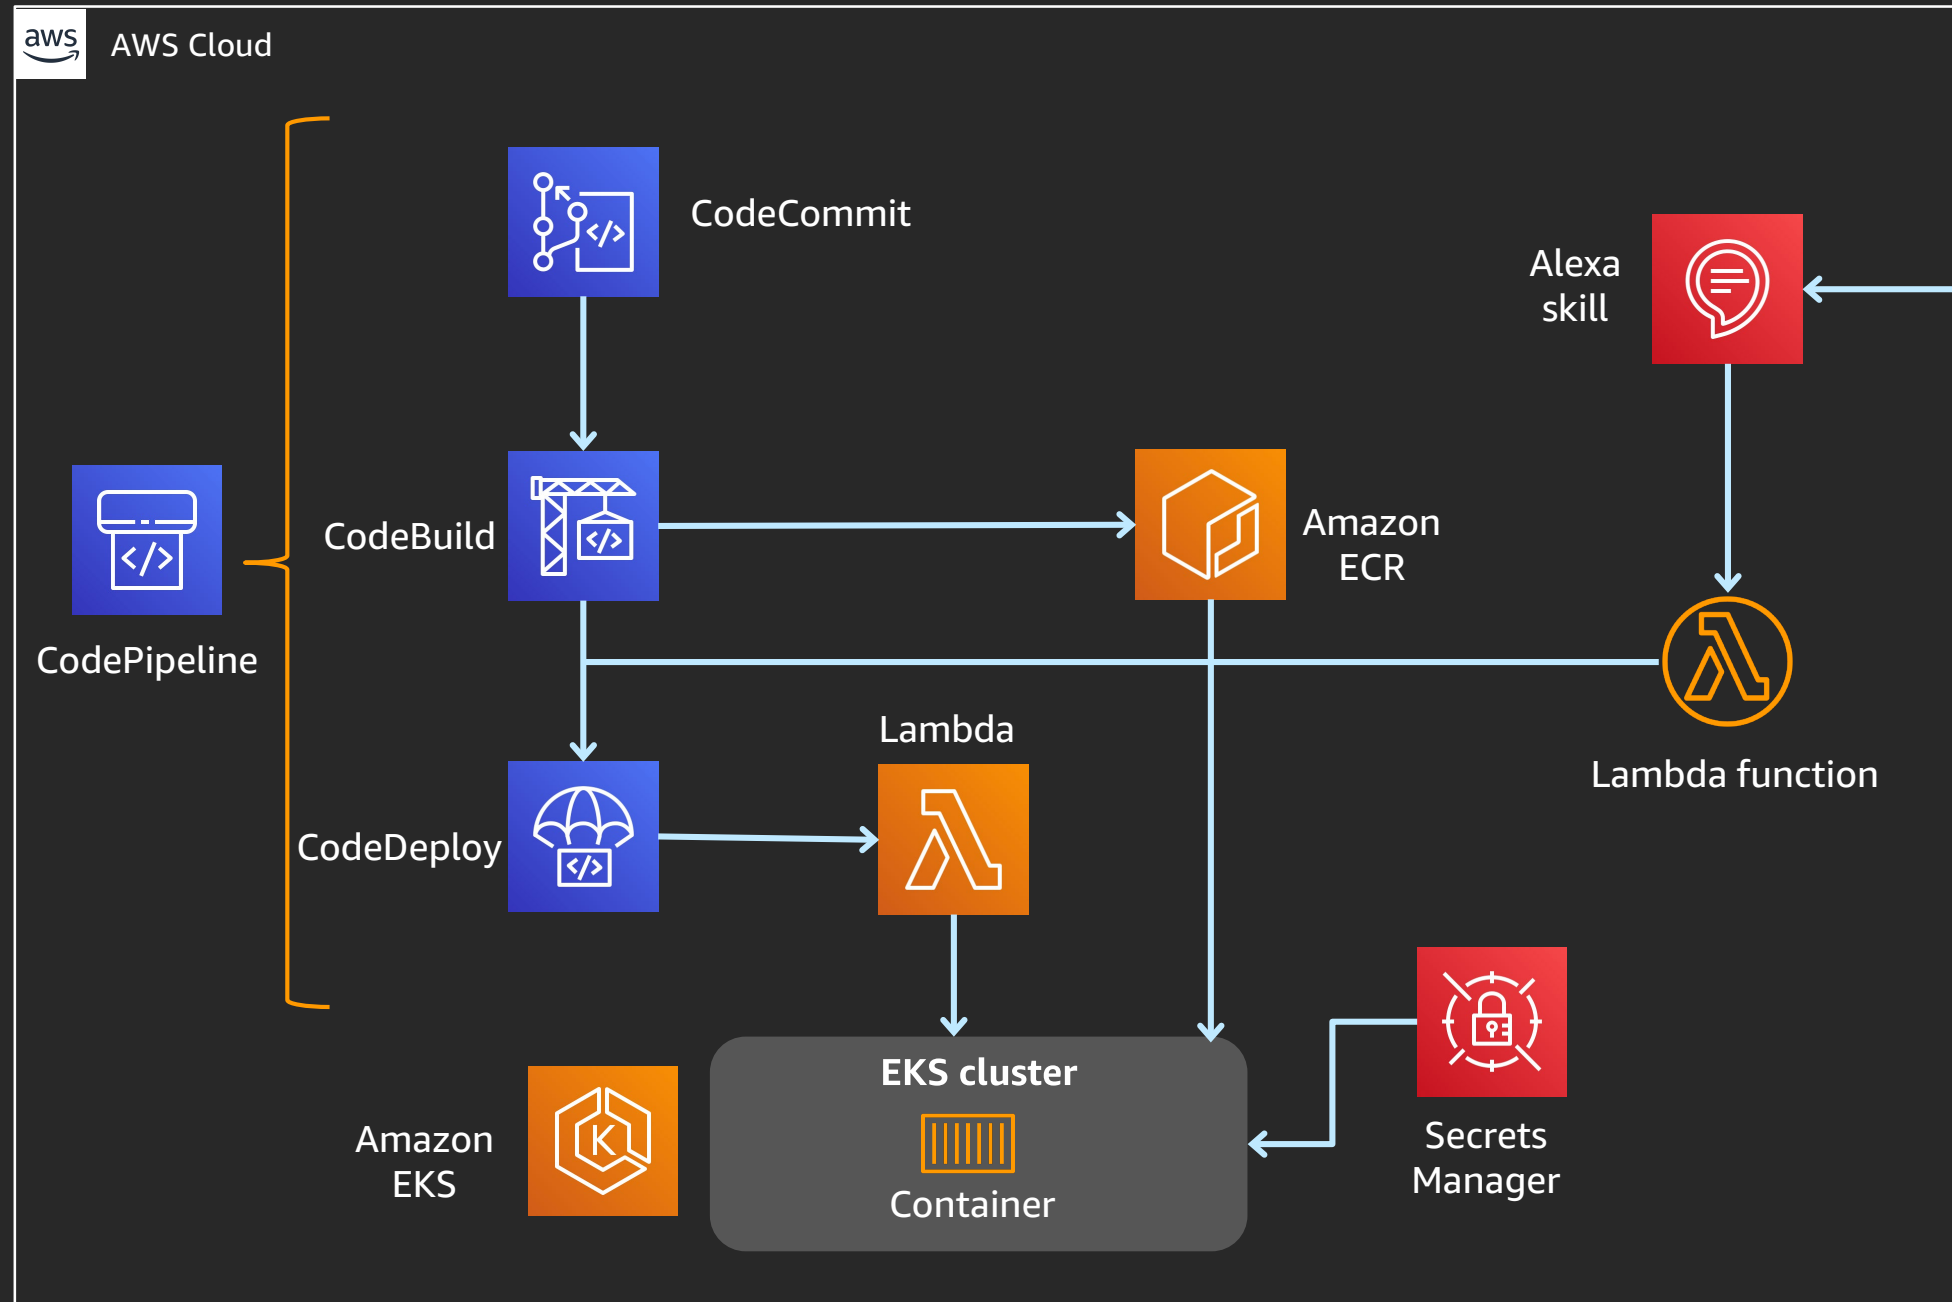 aws
AWS Cloud
CodeCommit
Alexa
skill
CodeBuild
Amazon
ECR
CodePipeline
Lambda
Lambda function
CodeDeploy
EKS cluster
Container
Amazon
EKS
K
Secrets
Manager